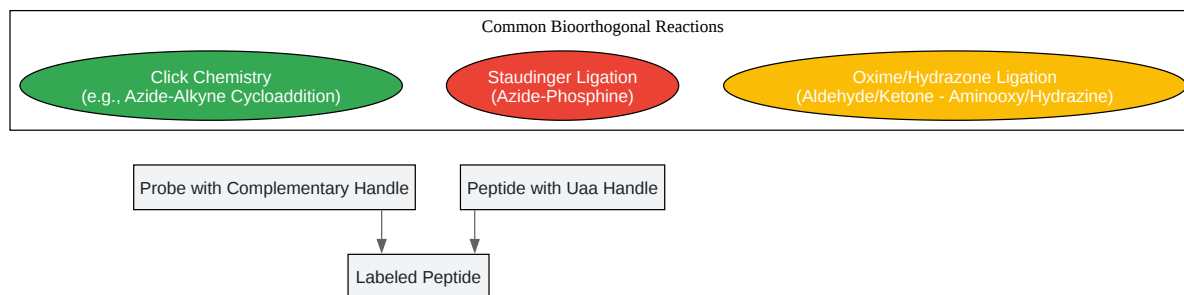 Common Bioorthogonal Reactions
Click Chemistry
(e.g., Azide-Alkyne Cycloaddition)
Staudinger Ligation
(Azide-Phosphine)
Oxime/Hydrazone Ligation
(Aldehyde/Ketone - Aminooxy/Hydrazine)
Probe with Complementary Handle
Peptide with Uaa Handle
Labeled Peptide